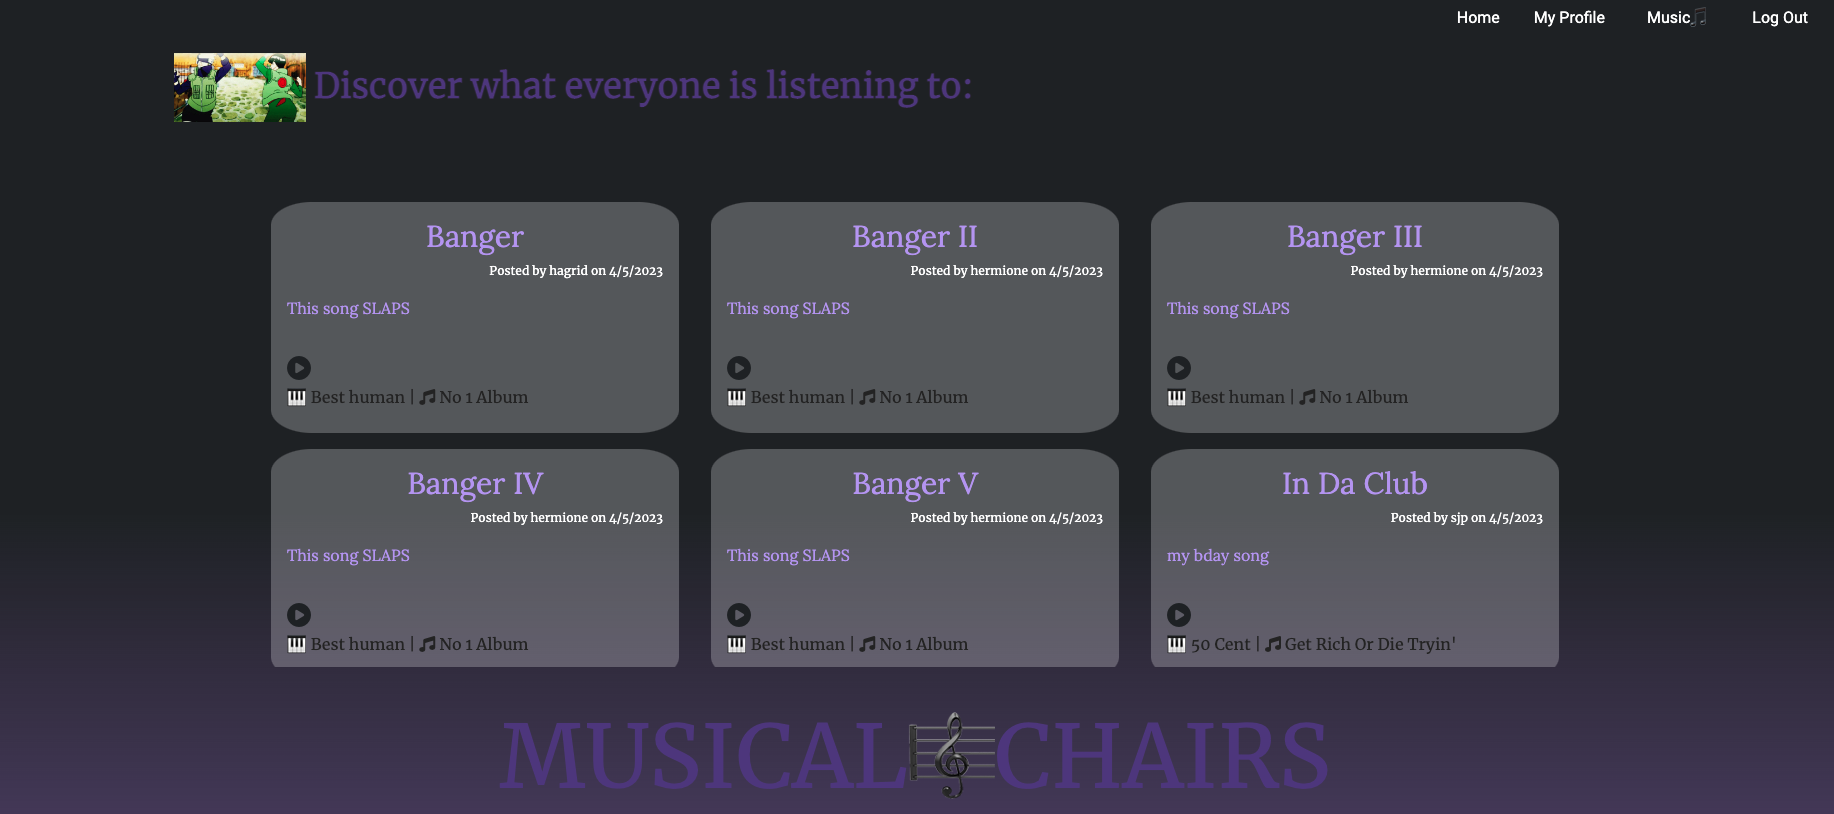 Home My Profile Music🎵 Log Out
Discover what everyone is listening to:
Banger
Posted by hagrid on 4/5/2023
This song SLAPS
🎹 Best human | 🎵 No 1 Album
Banger II
Posted by hermione on 4/5/2023
This song SLAPS
🎹 Best human | 🎵 No 1 Album
Banger III
Posted by hermione on 4/5/2023
This song SLAPS
🎹 Best human | 🎵 No 1 Album
Banger IV
Posted by hermione on 4/5/2023
This song SLAPS
🎹 Best human | 🎵 No 1 Album
Banger V
Posted by hermione on 4/5/2023
This song SLAPS
🎹 Best human | 🎵 No 1 Album
In Da Club
Posted by sjp on 4/5/2023
my bday song
🎹 50 Cent | 🎵 Get Rich Or Die Tryin'
MUSICAL🎼CHAIRS